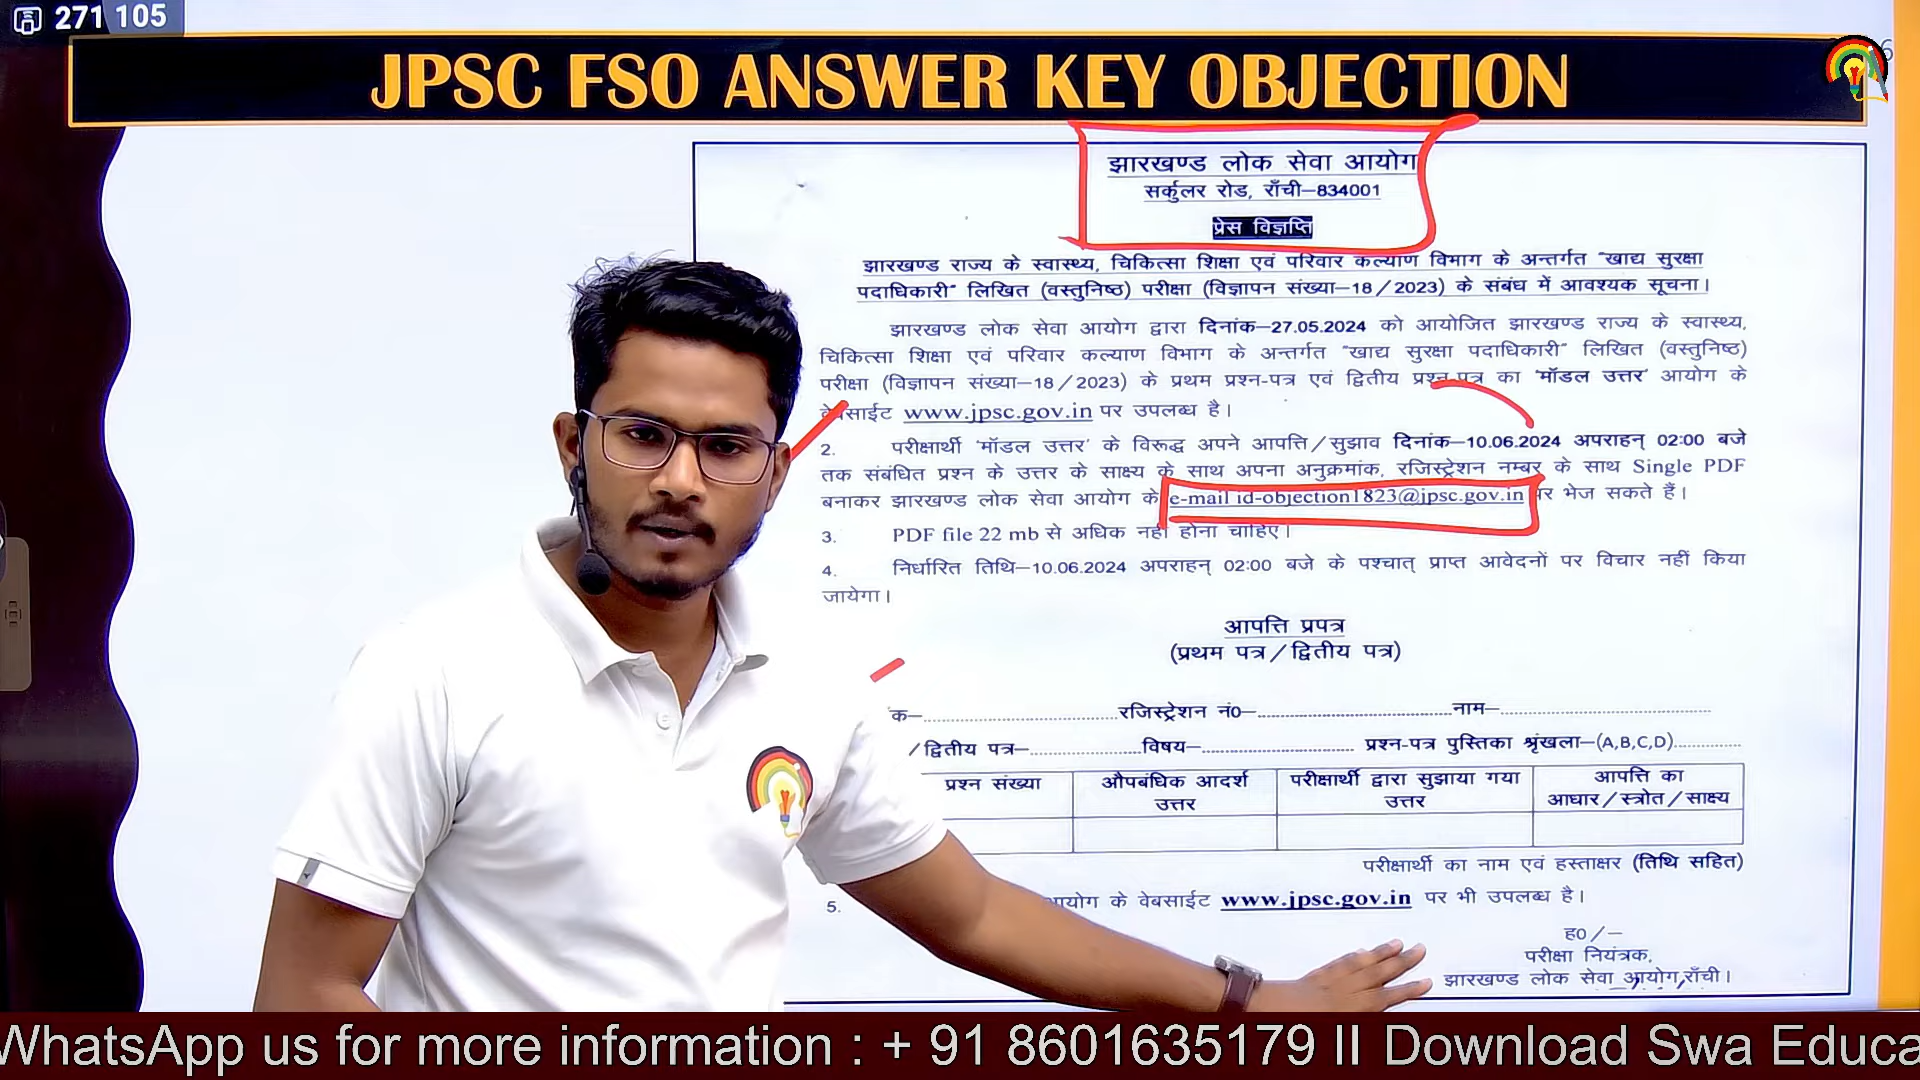 271 105
JPSC FSO ANSWER KEY OBJECTION
6
झारखण्ड लोक सेवा आयोग
सर्कुलर रोड, राँची–834001
प्रेस विज्ञप्ति
झारखण्ड राज्य के स्वास्थ्य, चिकित्सा शिक्षा एवं परिवार कल्याण विभाग के अन्तर्गत "खाद्य सुरक्षा
पदाधिकारी" लिखित (वस्तुनिष्ठ) परीक्षा (विज्ञापन संख्या–18/2023) के संबंध में आवश्यक सूचना।
झारखण्ड लोक सेवा आयोग द्वारा दिनांक–27.05.2024 को आयोजित झारखण्ड राज्य के स्वास्थ्य,
चिकित्सा शिक्षा एवं परिवार कल्याण विभाग के अन्तर्गत "खाद्य सुरक्षा पदाधिकारी" लिखित (वस्तुनिष्ठ)
परीक्षा (विज्ञापन संख्या–18/2023) के प्रथम प्रश्न-पत्र एवं द्वितीय प्रश्न-पत्र का 'मॉडल उत्तर' आयोग के
वेबसाईट www.jpsc.gov.in पर उपलब्ध है।
2. परीक्षार्थी 'मॉडल उत्तर' के विरूद्ध अपने आपत्ति/सुझाव दिनांक–10.06.2024 अपराहन् 02:00 बजे
तक संबंधित प्रश्न के उत्तर के साक्ष्य के साथ अपना अनुक्रमांक, रजिस्ट्रेशन नम्बर के साथ Single PDF
बनाकर झारखण्ड लोक सेवा आयोग के e-mail id-objection1823@jpsc.gov.in पर भेज सकते हैं।
3. PDF file 22 mb से अधिक नहीं होना चाहिए।
4. निर्धारित तिथि–10.06.2024 अपराहन् 02:00 बजे के पश्चात् प्राप्त आवेदनों पर विचार नहीं किया
जायेगा।
आपत्ति प्रपत्र
(प्रथम पत्र/द्वितीय पत्र)
क–.......... रजिस्ट्रेशन नं0–.......... नाम–..........
/द्वितीय पत्र–.......... विषय–.......... प्रश्न-पत्र पुस्तिका श्रृंखला–(A,B,C,D)..........
प्रश्न संख्या औपबंधिक आदर्श परीक्षार्थी द्वारा सुझाया गया आपत्ति का
उत्तर उत्तर आधार/स्त्रोत/साक्ष्य
परीक्षार्थी का नाम एवं हस्ताक्षर (तिथि सहित)
5. के वेबसाईट www.jpsc.gov.in पर भी उपलब्ध है।
ह0/–
परीक्षा नियंत्रक,
झारखण्ड लोक सेवा आयोग, राँची।
WhatsApp us for more information : + 91 8601635179 II Download Swa Educa